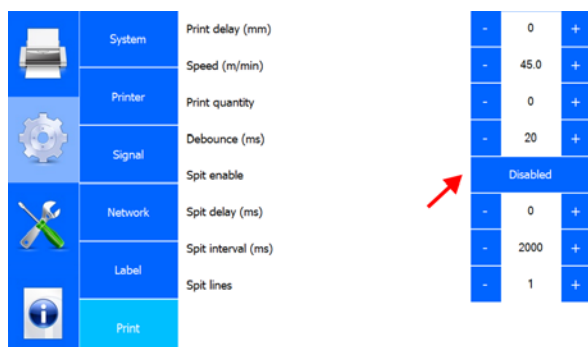 System
Printer
Signal
Network
Label
Print
Print delay (mm) - 0 +
Speed (m/min) - 45.0 +
Print quantity - 0 +
Debounce (ms) - 20 +
Spit enable Disabled
Spit delay (ms) - 0 +
Spit interval (ms) - 2000 +
Spit lines - 1 +